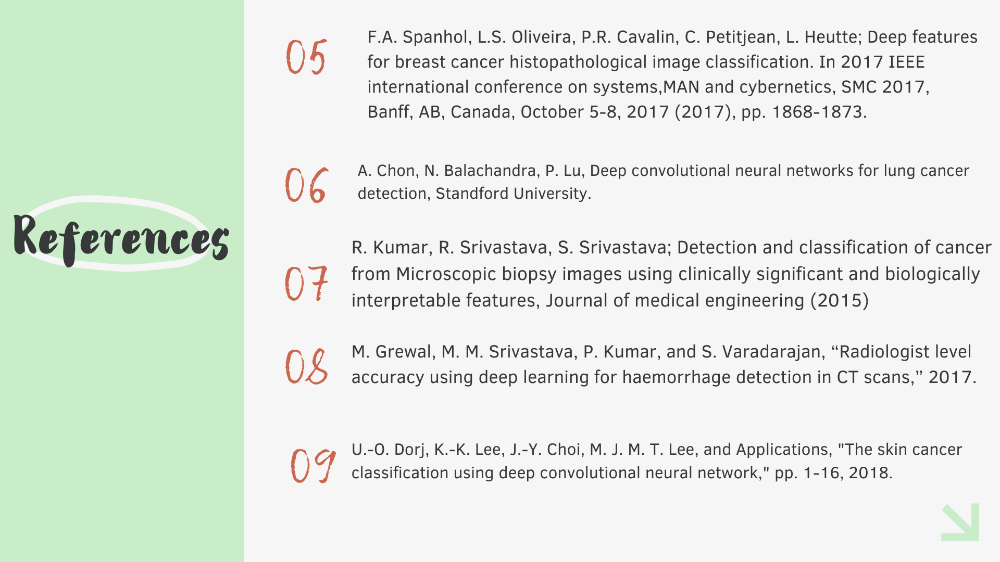 References
05
F.A. Spanhol, L.S. Oliveira, P.R. Cavalin, C. Petitjean, L. Heutte; Deep features
for breast cancer histopathological image classification. In 2017 IEEE
international conference on systems,MAN and cybernetics, SMC 2017,
Banff, AB, Canada, October 5-8, 2017 (2017), pp. 1868-1873.
06
A. Chon, N. Balachandra, P. Lu, Deep convolutional neural networks for lung cancer
detection, Standford University.
07
R. Kumar, R. Srivastava, S. Srivastava; Detection and classification of cancer
from Microscopic biopsy images using clinically significant and biologically
interpretable features, Journal of medical engineering (2015)
08
M. Grewal, M. M. Srivastava, P. Kumar, and S. Varadarajan, “Radiologist level
accuracy using deep learning for haemorrhage detection in CT scans,” 2017.
09
U.-O. Dorj, K.-K. Lee, J.-Y. Choi, M. J. M. T. Lee, and Applications, "The skin cancer
classification using deep convolutional neural network," pp. 1-16, 2018.